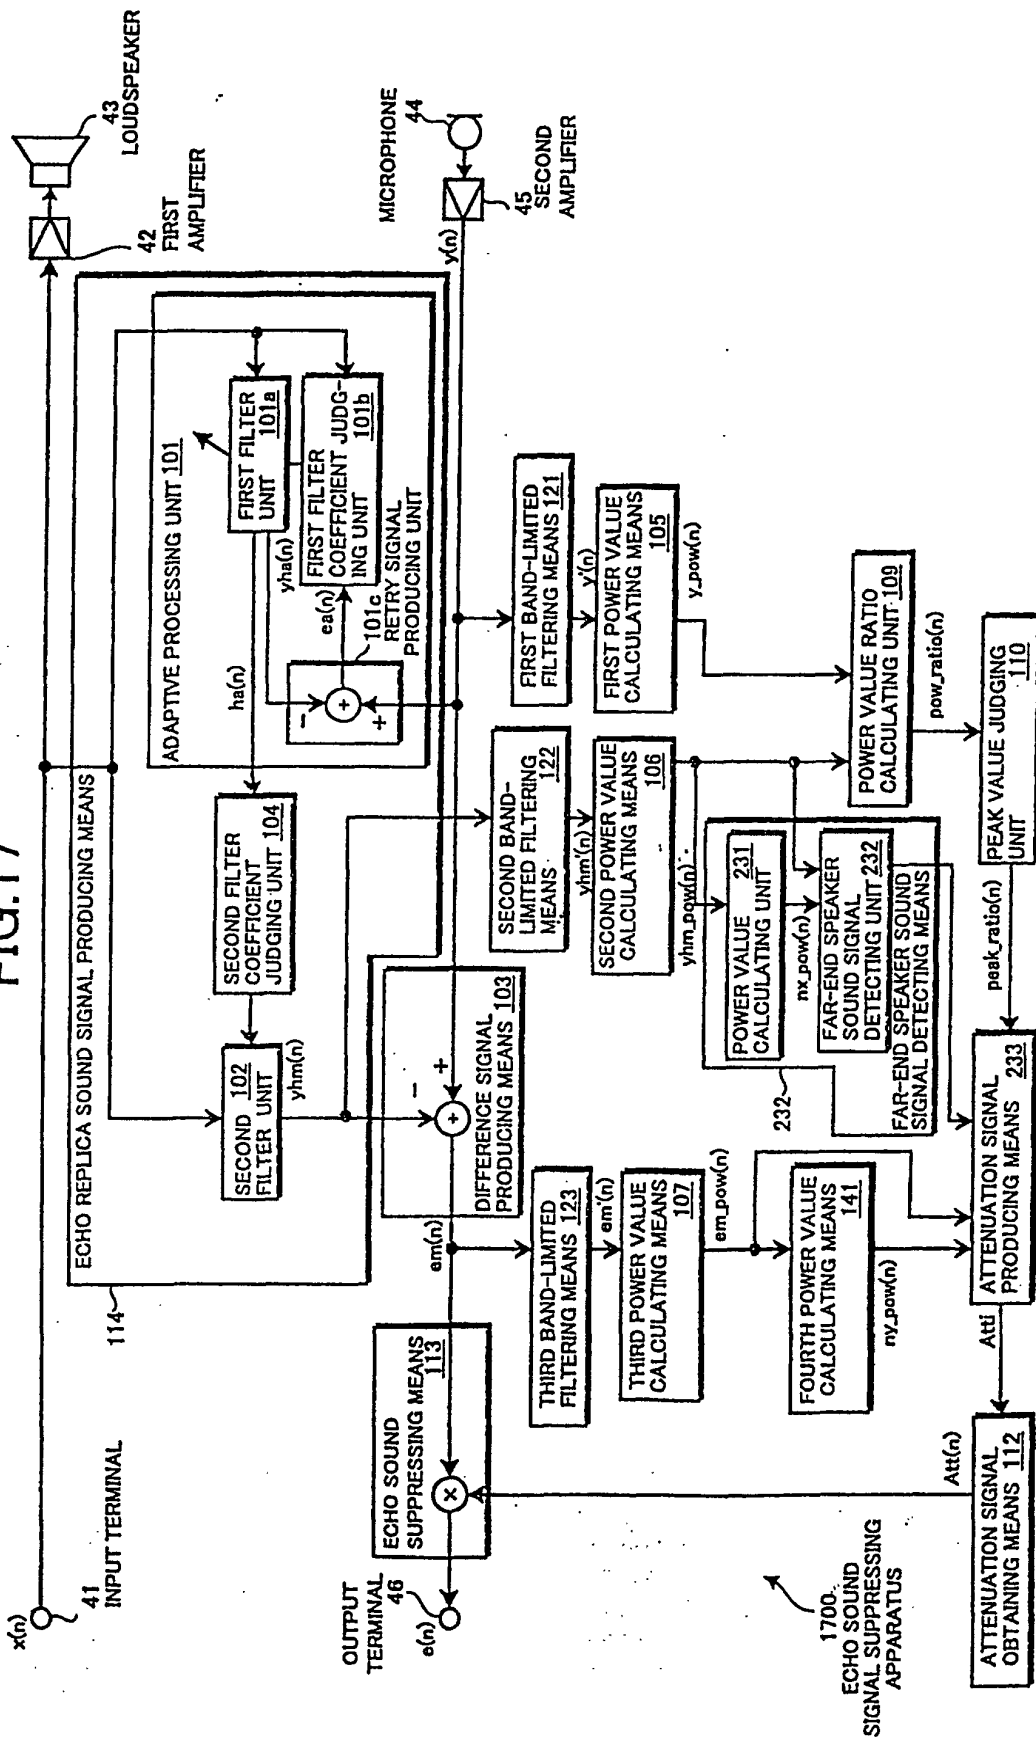 FIG.17
x(n)
41
INPUT TERMINAL
42
FIRST
AMPLIFIER
43
LOUDSPEAKER
ECHO REPLICA SOUND SIGNAL PRODUCING MEANS
114
ADAPTIVE PROCESSING UNIT 101
FIRST FILTER
UNIT 101a
ha(n)
yha(n)
FIRST FILTER
COEFFICIENT JUDG-
ING UNIT 101b
ea(n)
101c
RETRY SIGNAL
PRODUCING UNIT
−
+
+
SECOND FILTER
COEFFICIENT
JUDGING UNIT 104
SECOND 102
FILTER UNIT
yhm(n)
MICROPHONE
44
45
SECOND
AMPLIFIER
y(n)
−
+
+
DIFFERENCE SIGNAL
PRODUCING MEANS 103
em(n)
ECHO SOUND
SUPPRESSING MEANS 113
×
OUTPUT
TERMINAL
46
e(n)
FIRST BAND-LIMITED
FILTERING MEANS 121
y'(n)
FIRST POWER VALUE
CALCULATING MEANS
105
y_pow(n)
SECOND BAND-
LIMITED FILTERING
MEANS 122
yhm'(n)
SECOND POWER VALUE
CALCULATING MEANS
106
yhm_pow(n)
THIRD BAND-LIMITED
FILTERING MEANS 123
em'(n)
THIRD POWER VALUE
CALCULATING MEANS
107
em_pow(n)
POWER VALUE 231
CALCULATING UNIT
nx_pow(n)
FAR-END SPEAKER
SOUND SIGNAL
DETECTING UNIT 232
FAR-END SPEAKER SOUND
SIGNAL DETECTING MEANS
232
FOURTH POWER VALUE
CALCULATING MEANS
141
ny_pow(n)
POWER VALUE RATIO
CALCULATING UNIT 109
pow_ratio(n)
PEAK VALUE JUDGING
UNIT 110
peak_ratio(n)
ATTENUATION SIGNAL
PRODUCING MEANS 233
Atti
ATTENUATION SIGNAL
OBTAINING MEANS 112
Att(n)
1700
ECHO SOUND
SIGNAL SUPPRESSING
APPARATUS